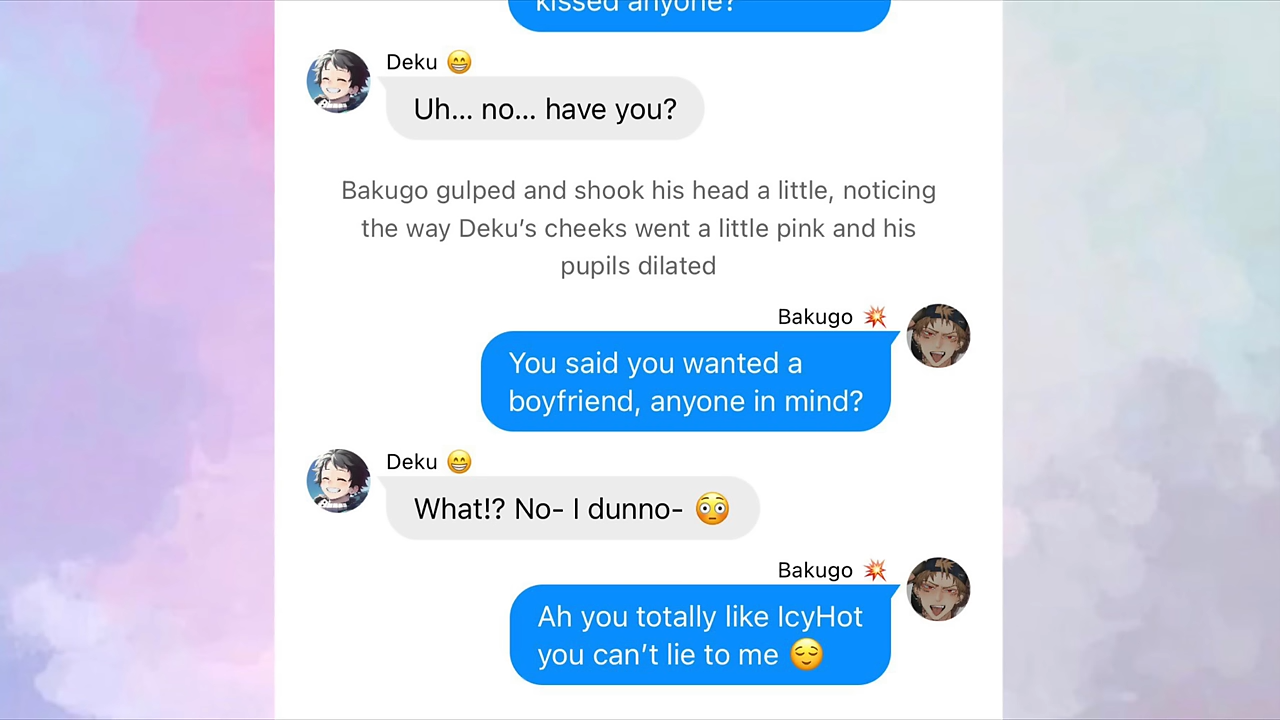 kissed anyone?
Deku 😁
Uh... no... have you?
Bakugo gulped and shook his head a little, noticing
the way Deku’s cheeks went a little pink and his
pupils dilated
Bakugo 💥
You said you wanted a
boyfriend, anyone in mind?
Deku 😁
What!? No- I dunno- 😳
Bakugo 💥
Ah you totally like IcyHot
you can’t lie to me 😌